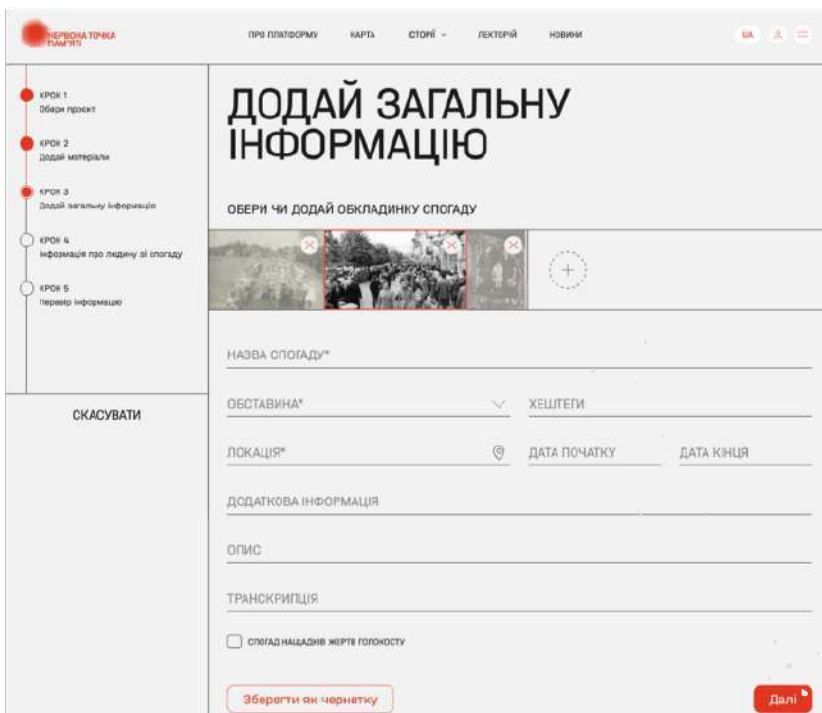 ЧЕРВОНА ТОЧКА
ПАМ'ЯТІ
ПРО ПЛАТФОРМУ КАРТА ІСТОРІЇ ЛЕКТОРІЙ НОВИНИ UA
КРОК 1
Обери проєкт
КРОК 2
Додай матеріали
КРОК 3
Додай загальну інформацію
КРОК 4
Інформація про людину зі спогаду
КРОК 5
Перевір інформацію
СКАСУВАТИ
ДОДАЙ ЗАГАЛЬНУ
ІНФОРМАЦІЮ
ОБЕРИ ЧИ ДОДАЙ ОБКЛАДИНКУ СПОГАДУ
НАЗВА СПОГАДУ*
ОБСТАВИНА* ХЕШТЕГИ
ЛОКАЦІЯ* ДАТА ПОЧАТКУ ДАТА КІНЦЯ
ДОДАТКОВА ІНФОРМАЦІЯ
ОПИС
ТРАНСКРИПЦІЯ
СПОГАД НАЩАДКІВ ЖЕРТВ ГОЛОКОСТУ
Зберегти як чернетку Далі